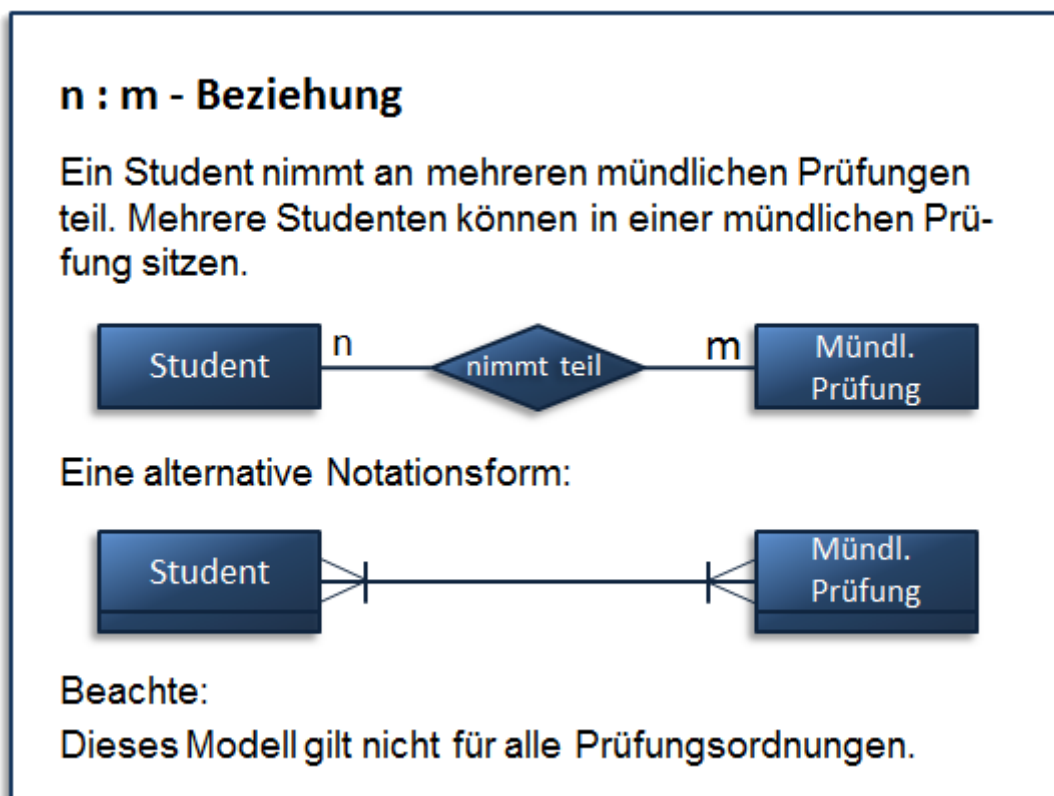 n : m - Beziehung
Ein Student nimmt an mehreren mündlichen Prüfungen
teil. Mehrere Studenten können in einer mündlichen Prü-
fung sitzen.
Student
n
nimmt teil
m
Mündl.
Prüfung
Eine alternative Notationsform:
Student
Mündl.
Prüfung
Beachte:
Dieses Modell gilt nicht für alle Prüfungsordnungen.